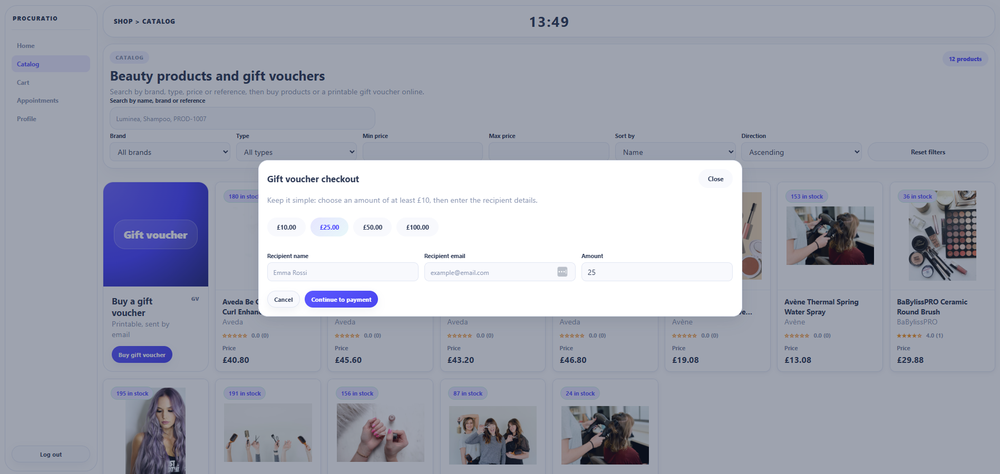 PROCURATIO
Home
Catalog
Cart
Appointments
Profile
Log out
SHOP > CATALOG
13:49
CATALOG
12 products
Beauty products and gift vouchers
Search by brand, type, price or reference, then buy products or a printable gift voucher online.
Search by name, brand or reference
Luminea, Shampoo, PROD-1007
Brand
Type
Min price
Max price
Sort by
Direction
All brands
All types
Name
Ascending
Reset filters
Gift voucher checkout
Close
Keep it simple: choose an amount of at least £10, then enter the recipient details.
£10.00
£25.00
£50.00
£100.00
Recipient name
Recipient email
Amount
Emma Rossi
example@email.com
25
Cancel
Continue to payment
Gift voucher
Buy a gift
voucher
GV
Printable, sent by
email
Buy gift voucher
180 in stock
Aveda Be
Curl
Aveda
☆☆☆☆☆ 0.0 (0)
Price
£40.80
Aveda
☆☆☆☆☆ 0.0 (0)
Price
£45.60
Aveda
☆☆☆☆☆ 0.0 (0)
Price
£43.20
Aveda
☆☆☆☆☆ 0.0 (0)
Price
£46.80
Avène
☆☆☆☆☆ 0.0 (0)
Price
£19.08
153 in stock
Avène Thermal Spring
Water Spray
Avène
☆☆☆☆☆ 0.0 (0)
Price
£13.08
36 in stock
BaBylissPRO Ceramic
Round Brush
BaBylissPRO
★★★★☆ 4.0 (1)
Price
£29.88
195 in stock
191 in stock
156 in stock
87 in stock
24 in stock